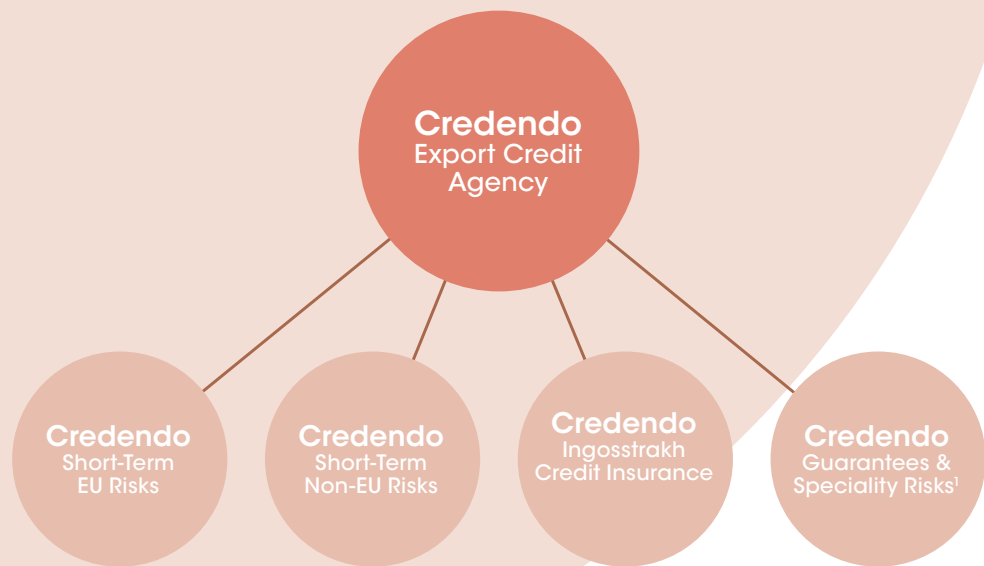 Credendo
Export Credit
Agency
Credendo
Short-Term
EU Risks
Credendo
Short-Term
Non-EU Risks
Credendo
Ingosstrakh
Credit Insurance
Credendo
Guarantees &
Speciality Risks¹